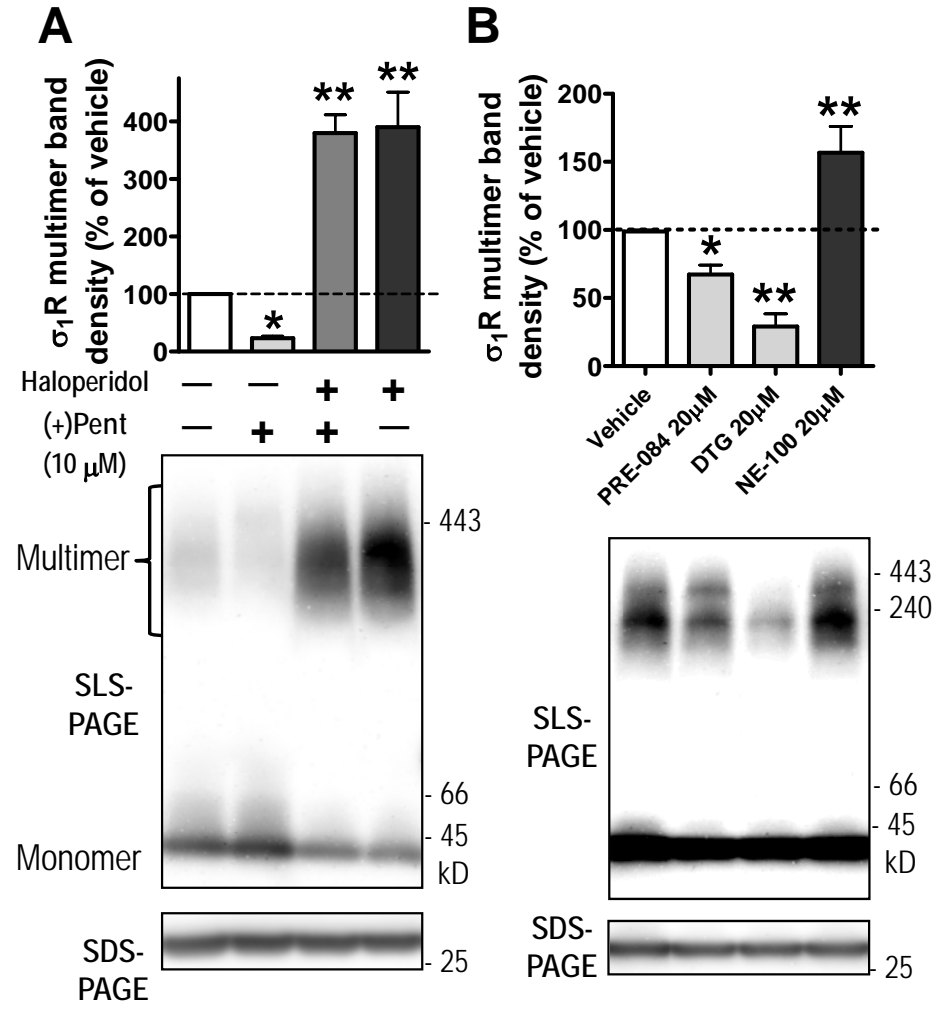 A
σ1R multimer band
density (% of vehicle)
400
300
200
100
0
*
**
**
Haloperidol — — + +
(+)Pent — + + —
(10 μM)
Multimer
- 443
SLS-
PAGE
- 66
- 45
Monomer
kD
SDS-
PAGE
- 25
B
σ1R multimer band
density (% of vehicle)
200
150
100
50
0
*
**
**
Vehicle
PRE-084 20μM
DTG 20μM
NE-100 20μM
- 443
- 240
SLS-
PAGE
- 66
- 45
kD
SDS-
PAGE
- 25